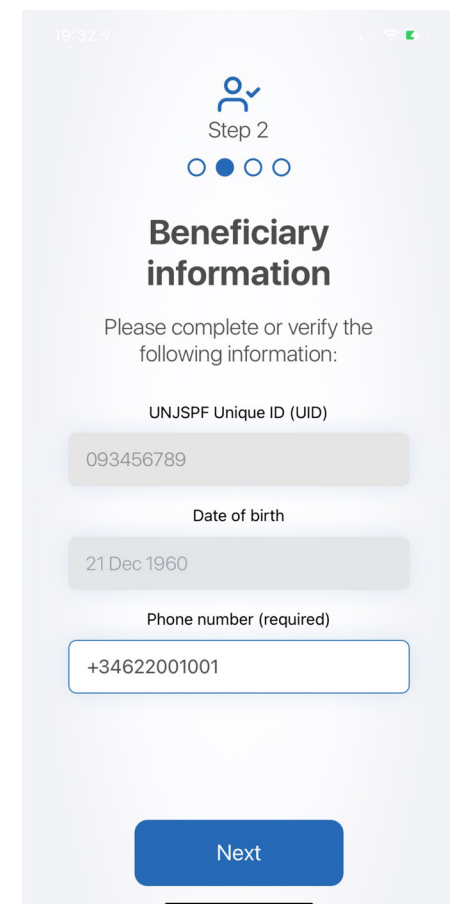 19:32
Step 2
Beneficiary
information
Please complete or verify the
following information:
UNJSPF Unique ID (UID)
093456789
Date of birth
21 Dec 1960
Phone number (required)
+34622001001
Next